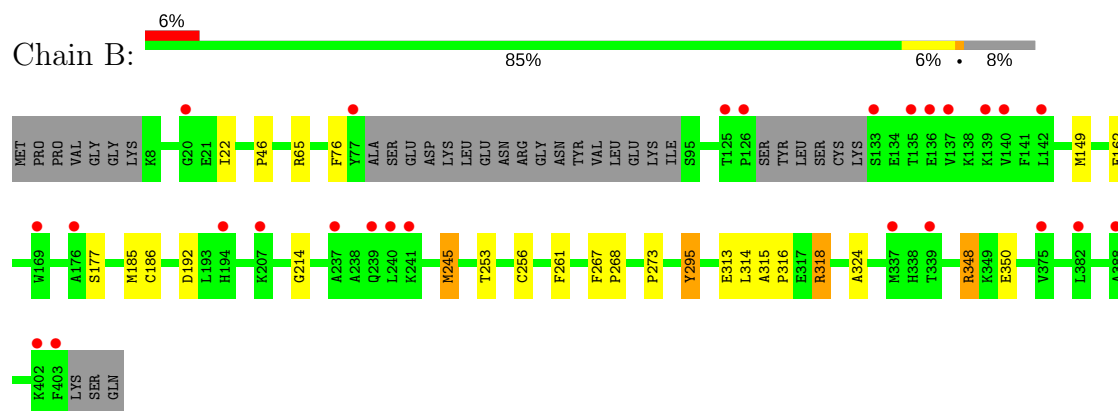 6%
Chain B:
85% 6% • 8%
MET PRO PRO VAL GLY GLY LYS K8 G20 E21 I22 P46 R65 F76 Y77 ALA SER GLU ASP LYS LEU GLU ASN ARG GLY ASN TYR VAL LEU GLU LYS ILE S95 T125 P126 SER TYR LEU SER CYS LYS S133 E134 T135 E136 V137 K138 K139 V140 F141 L142 M149
W169 A176 S177 M185 C186 D192 L193 H194 K207 G214 A237 A238 Q239 L240 K241 M245 T253 C256 F261 F267 P268 P273 Y295 E313 L314 A315 P316 E317 R318 A324 M337 H338 T339 R348 K349 E350 V375 L382
K402 F403 LYS SER GLN